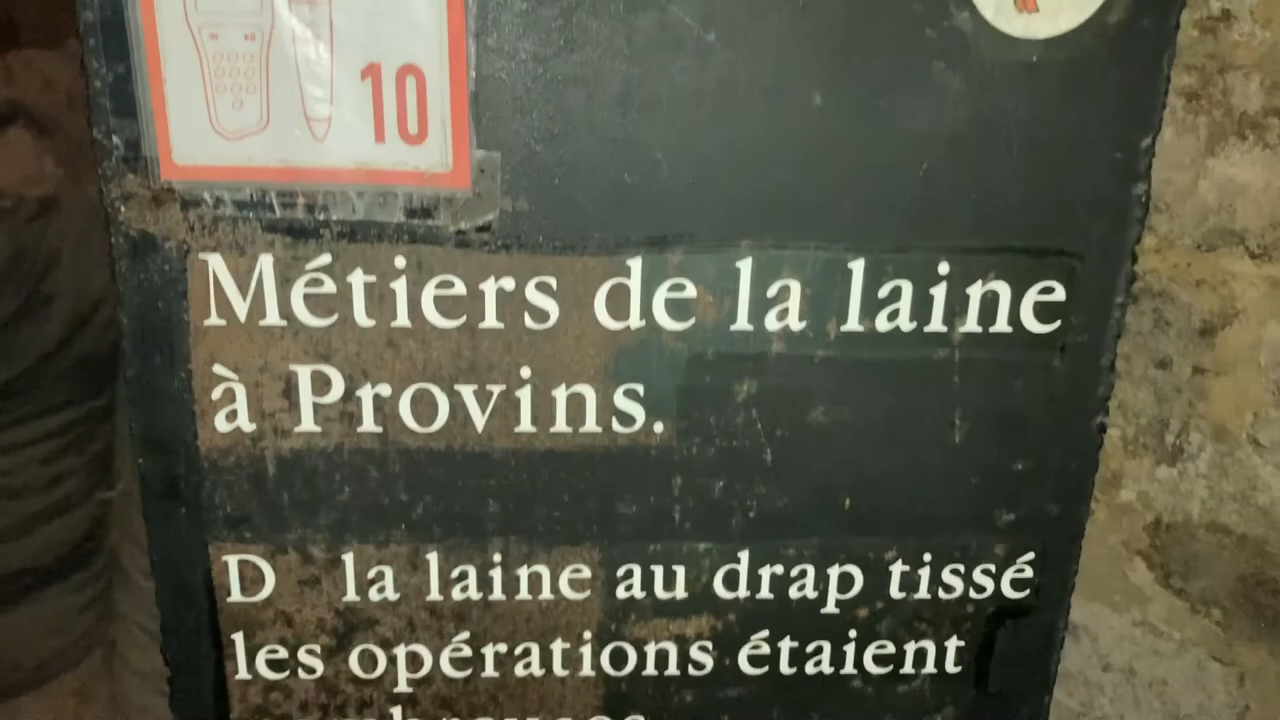 10
Métiers de la laine
à Provins.
D la laine au drap tissé
les opérations étaient